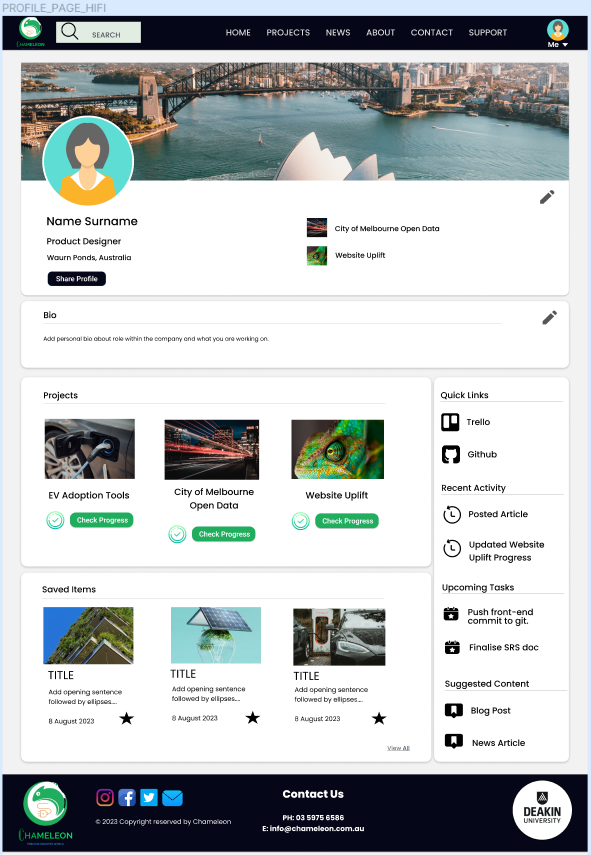 PROFILE_PAGE_HIFI
SEARCH
HOME PROJECTS NEWS ABOUT CONTACT SUPPORT
CHAMELEON
Me
Name Surname
Product Designer
Waurn Ponds, Australia
Share Profile
City of Melbourne Open Data
Website Uplift
Bio
Add personal bio about role within the company and what you are working on.
Projects
EV Adoption Tools
Check Progress
City of Melbourne
Open Data
Check Progress
Website Uplift
Check Progress
Quick Links
Trello
Github
Recent Activity
Posted Article
Updated Website
Uplift Progress
Upcoming Tasks
Push front-end
commit to git.
Finalise SRS doc
Suggested Content
Blog Post
News Article
Saved Items
TITLE
Add opening sentence
followed by ellipses....
8 August 2023
TITLE
Add opening sentence
followed by ellipses....
8 August 2023
TITLE
Add opening sentence
followed by ellipses....
8 August 2023
View All
CHAMELEON
© 2023 Copyright reserved by Chameleon
Contact Us
PH: 03 5975 6586
E: info@chameleon.com.au
DEAKIN
UNIVERSITY